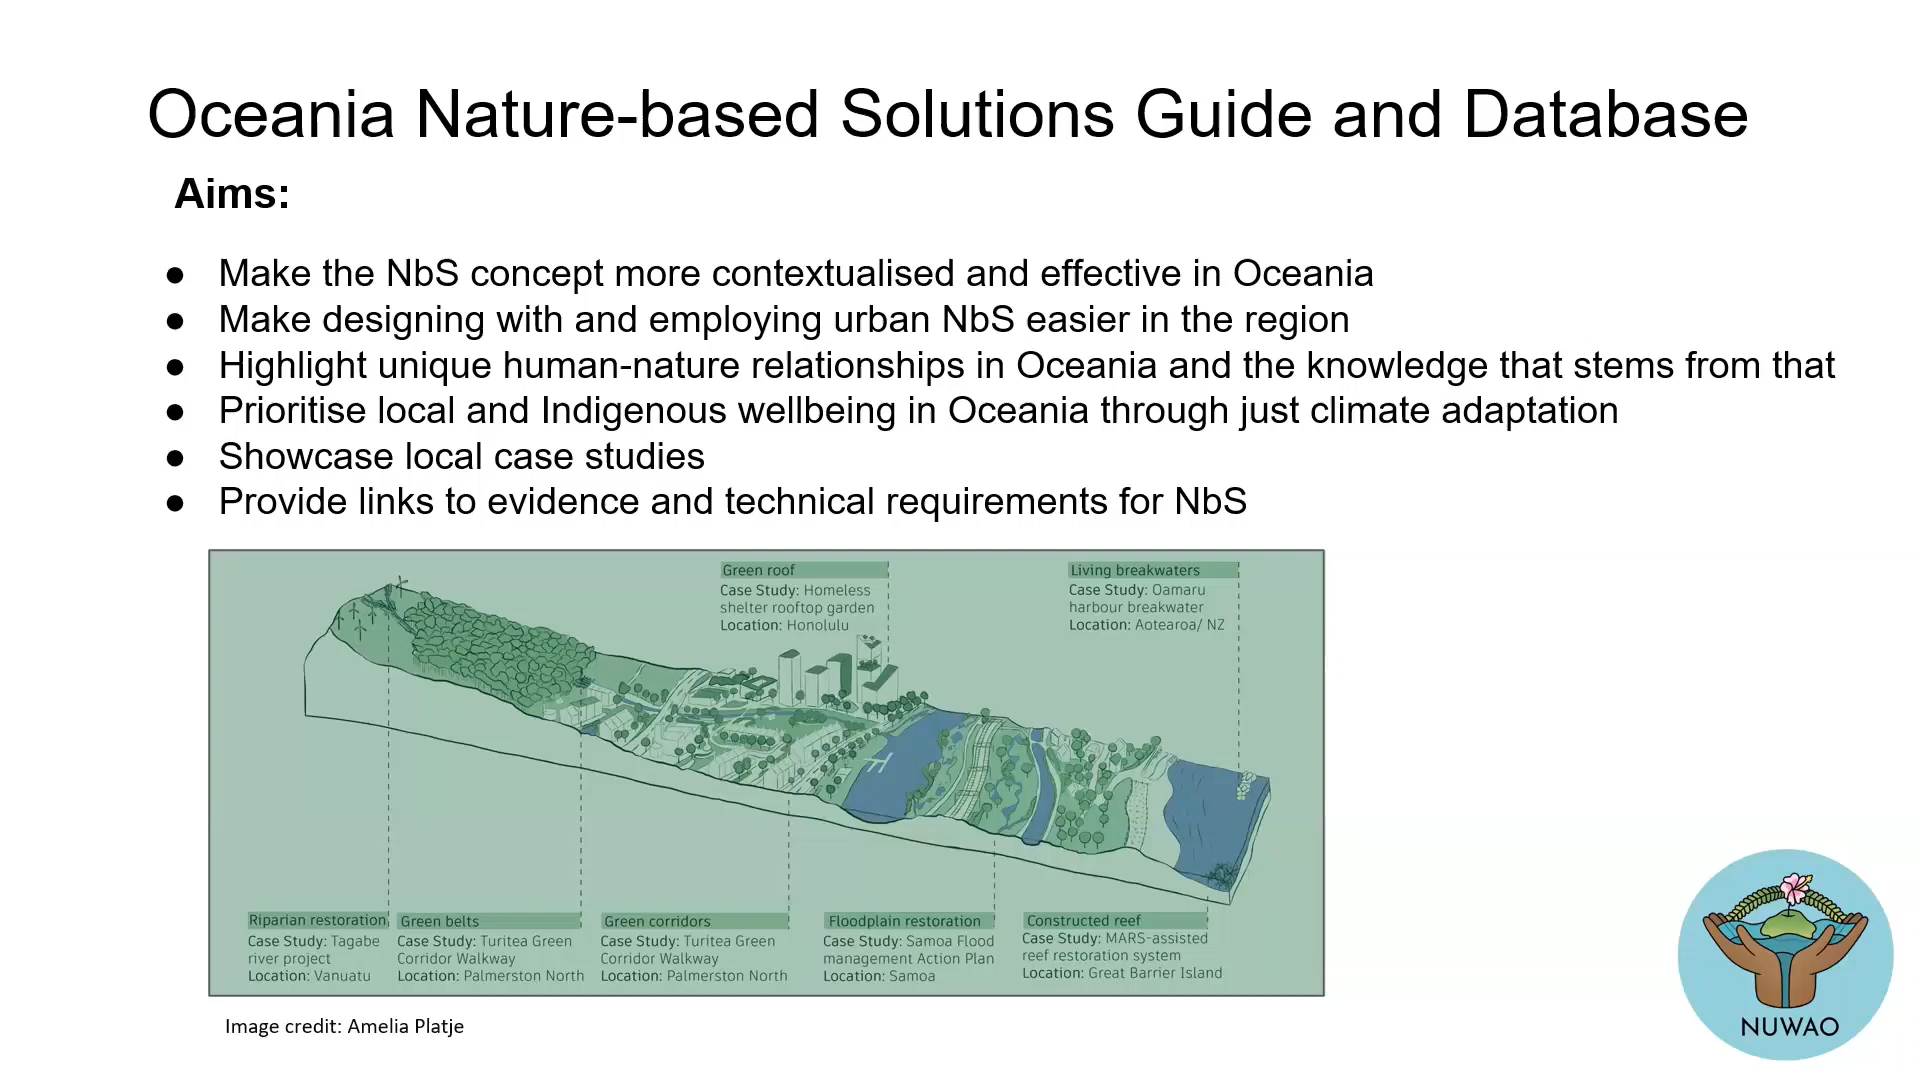 Oceania Nature-based Solutions Guide and Database
Aims:
● Make the NbS concept more contextualised and effective in Oceania
● Make designing with and employing urban NbS easier in the region
● Highlight unique human-nature relationships in Oceania and the knowledge that stems from that
● Prioritise local and Indigenous wellbeing in Oceania through just climate adaptation
● Showcase local case studies
● Provide links to evidence and technical requirements for NbS
Green roof
Case Study: Homeless
shelter rooftop garden
Location: Honolulu
Living breakwaters
Case Study: Oamaru
harbour breakwater
Location: Aotearoa/ NZ
Riparian restoration
Case Study: Tagabe
river project
Location: Vanuatu
Green belts
Case Study: Turitea Green
Corridor Walkway
Location: Palmerston North
Green corridors
Case Study: Turitea Green
Corridor Walkway
Location: Palmerston North
Floodplain restoration
Case Study: Samoa Flood
management Action Plan
Location: Samoa
Constructed reef
Case Study: MARS-assisted
reef restoration system
Location: Great Barrier Island
Image credit: Amelia Platje
NUWAO